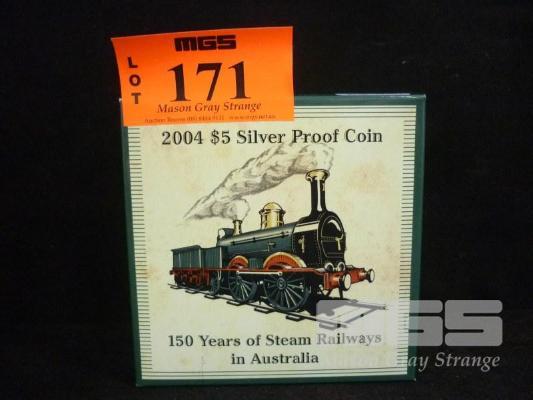 MGS
LOT
171
Mason Gray Strange
2004 $5 Silver Proof Coin
150 Years of Steam Railways
in Australia
MGS
Mason Gray Strange